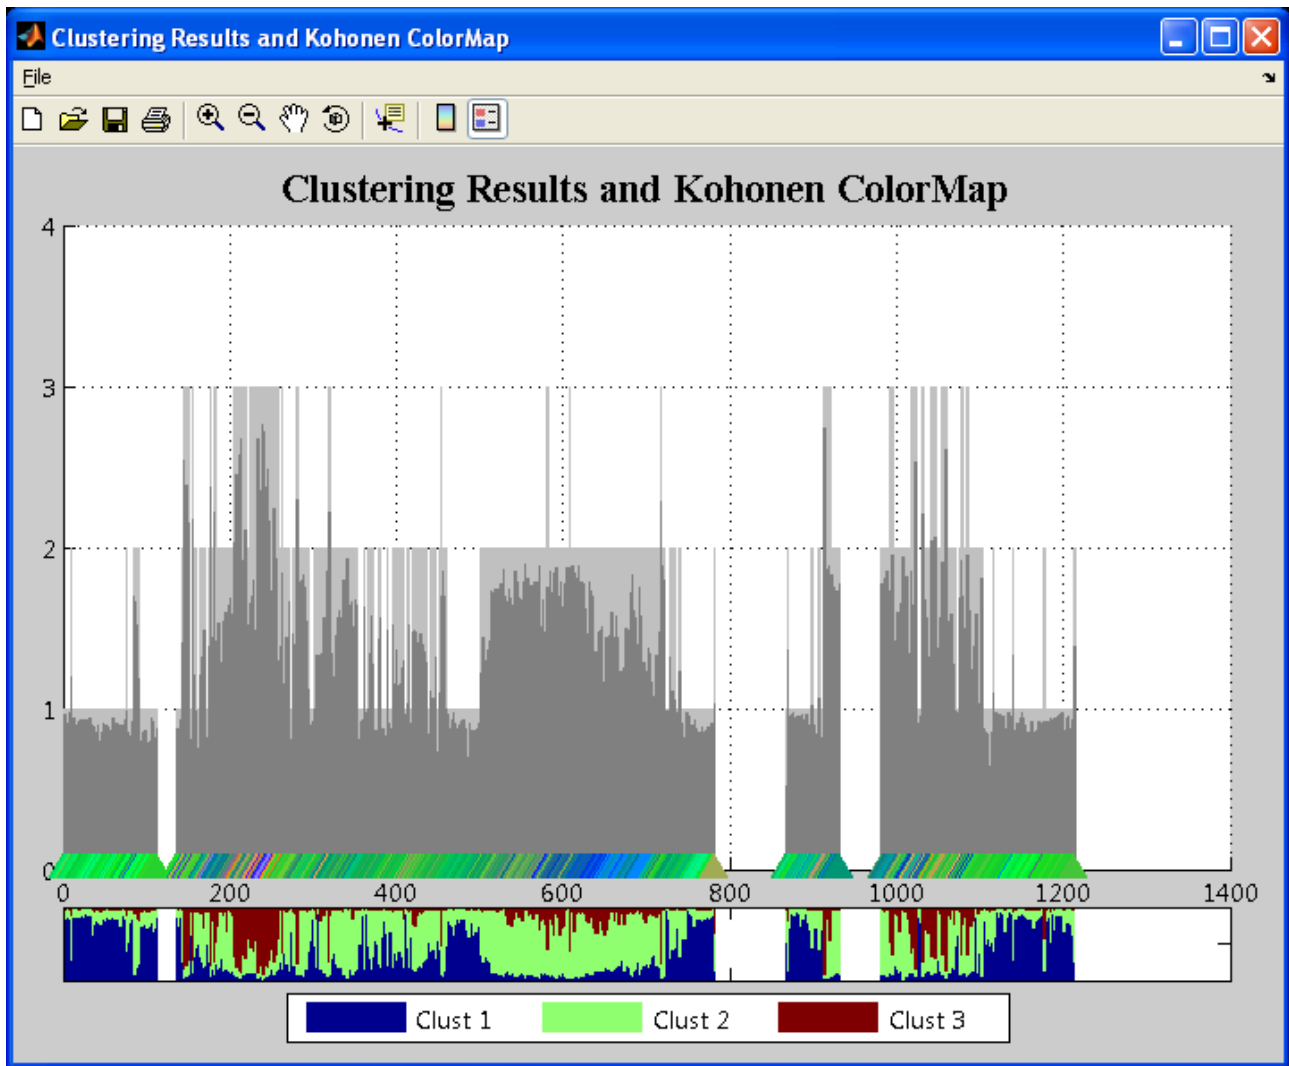 Clustering Results and Kohonen ColorMap
File
Clustering Results and Kohonen ColorMap
4
3
2
1
0
0 200 400 600 800 1000 1200 1400
Clust 1 Clust 2 Clust 3